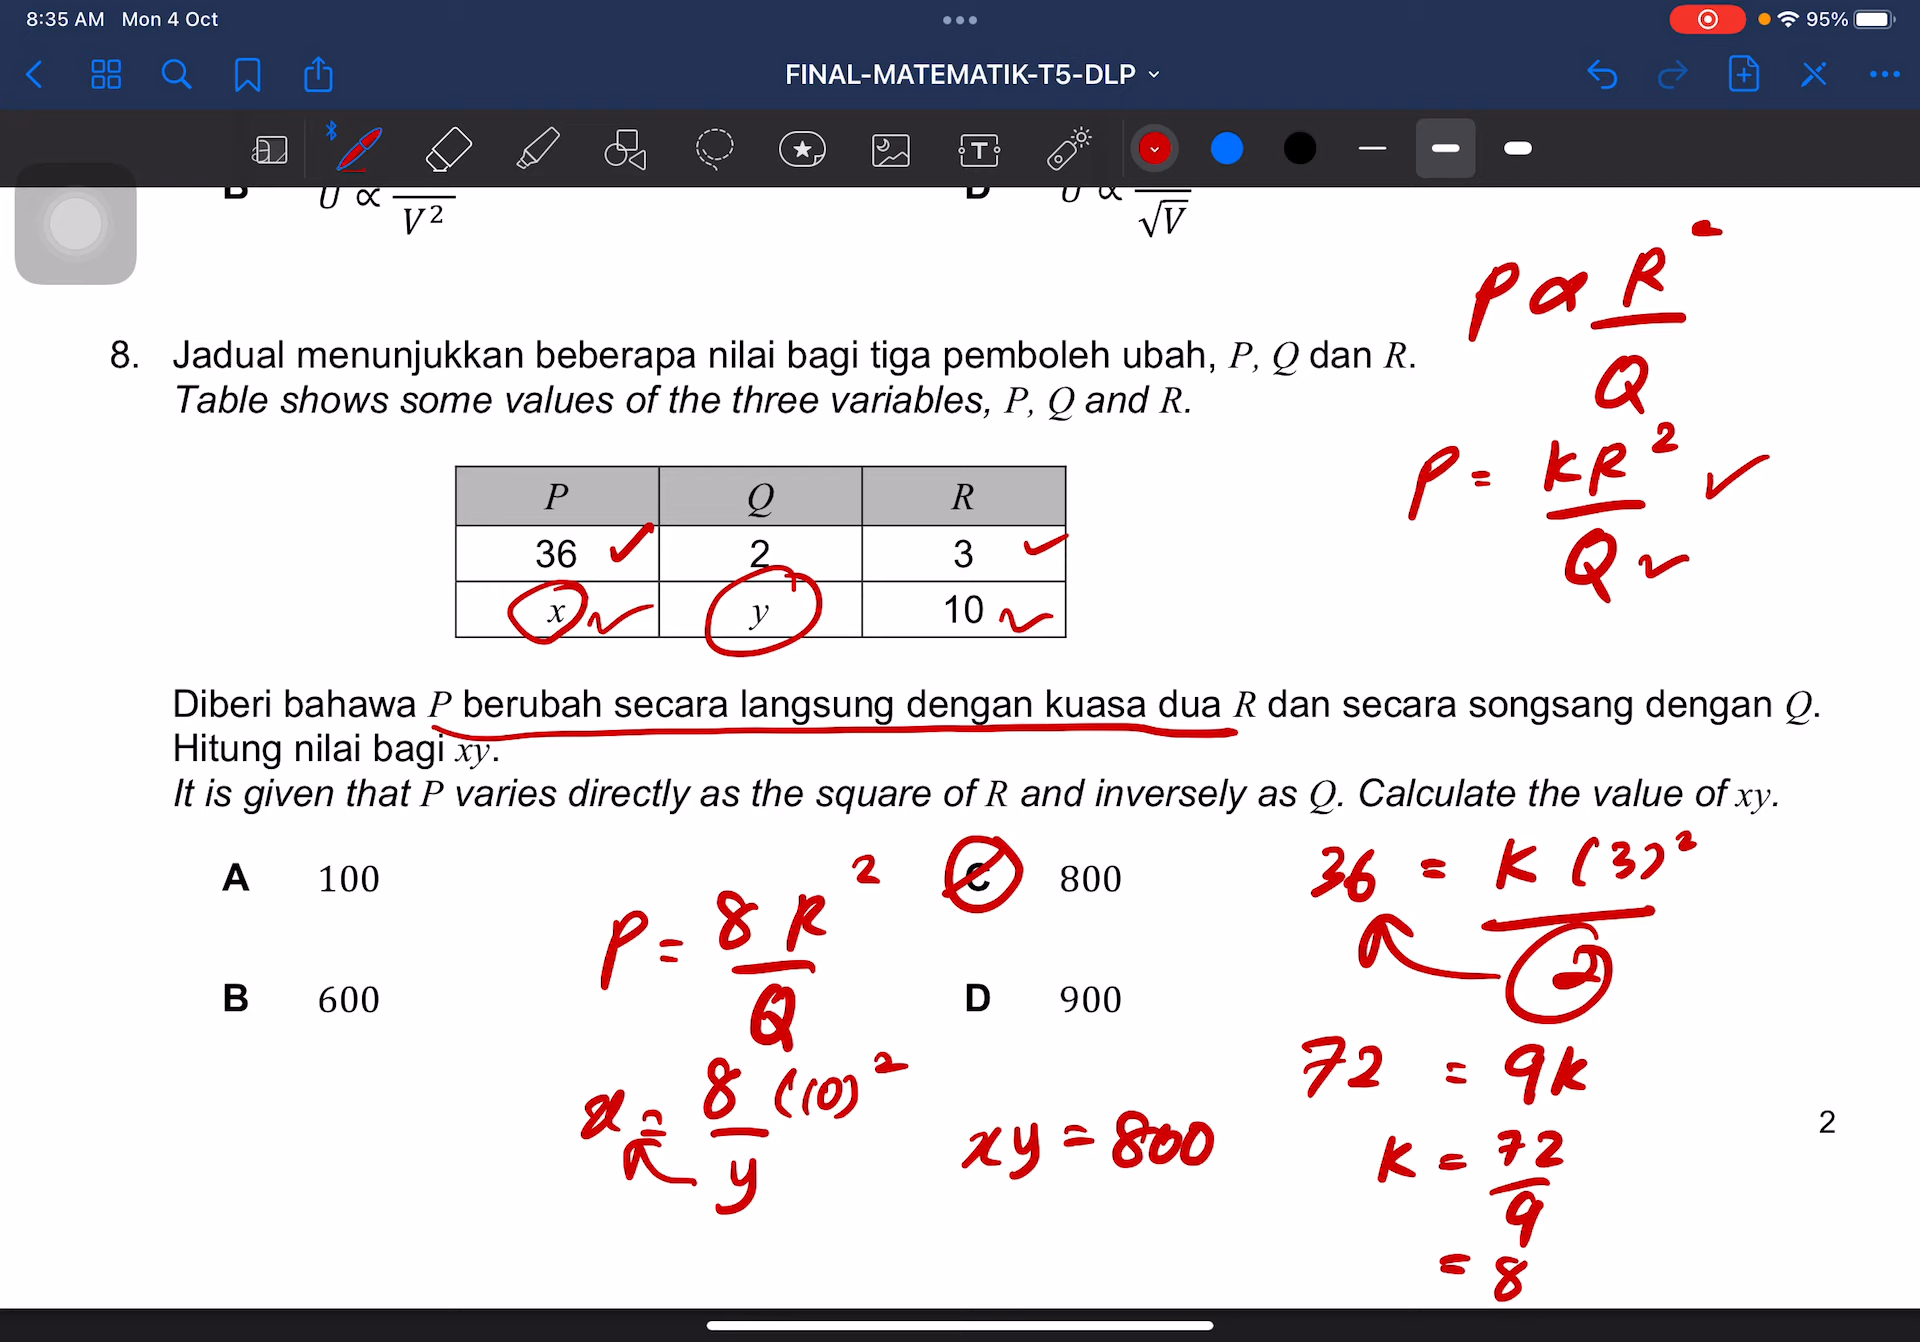 8:35 AM Mon 4 Oct
95%
FINAL-MATEMATIK-T5-DLP
B U ∝ / V²
D U ∝ / √V
P ∝ R² / Q
8. Jadual menunjukkan beberapa nilai bagi tiga pemboleh ubah, P, Q dan R.
Table shows some values of the three variables, P, Q and R.
P = KR² / Q
P Q R
36 2 3
x y 10
Diberi bahawa P berubah secara langsung dengan kuasa dua R dan secara songsang dengan Q.
Hitung nilai bagi xy.
It is given that P varies directly as the square of R and inversely as Q. Calculate the value of xy.
A 100
C 800
B 600
D 900
P = 8R² / Q
x = 8(10)² / y
xy = 800
36 = K(3)² / 2
72 = 9K
K = 72 / 9
= 8
2